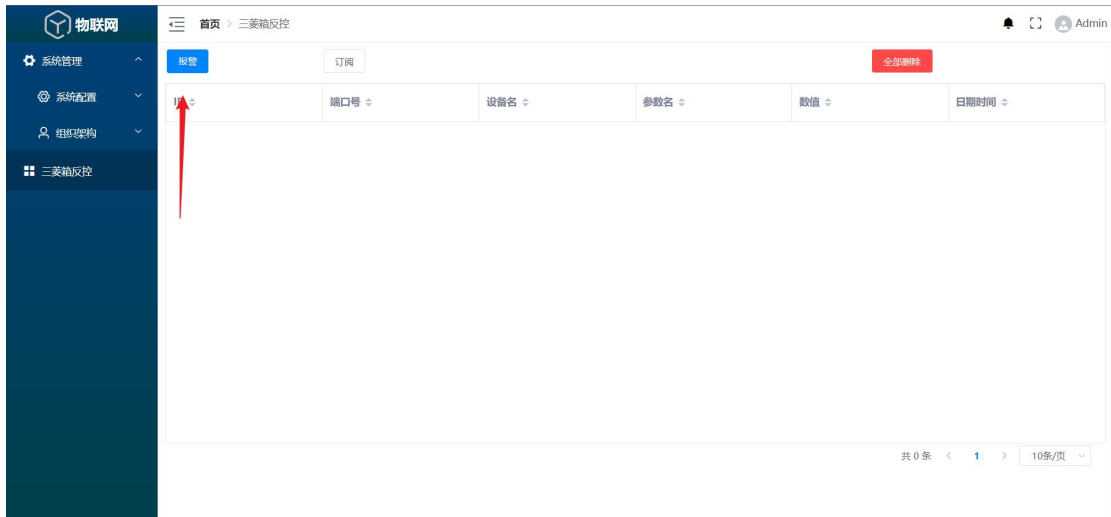 物联网
首页 > 三菱箱反控
Admin
系统管理
系统配置
组织架构
三菱箱反控
报警
订阅
全部删除
端口号
设备名
参数名
数值
日期时间
共 0 条
1
10条/页